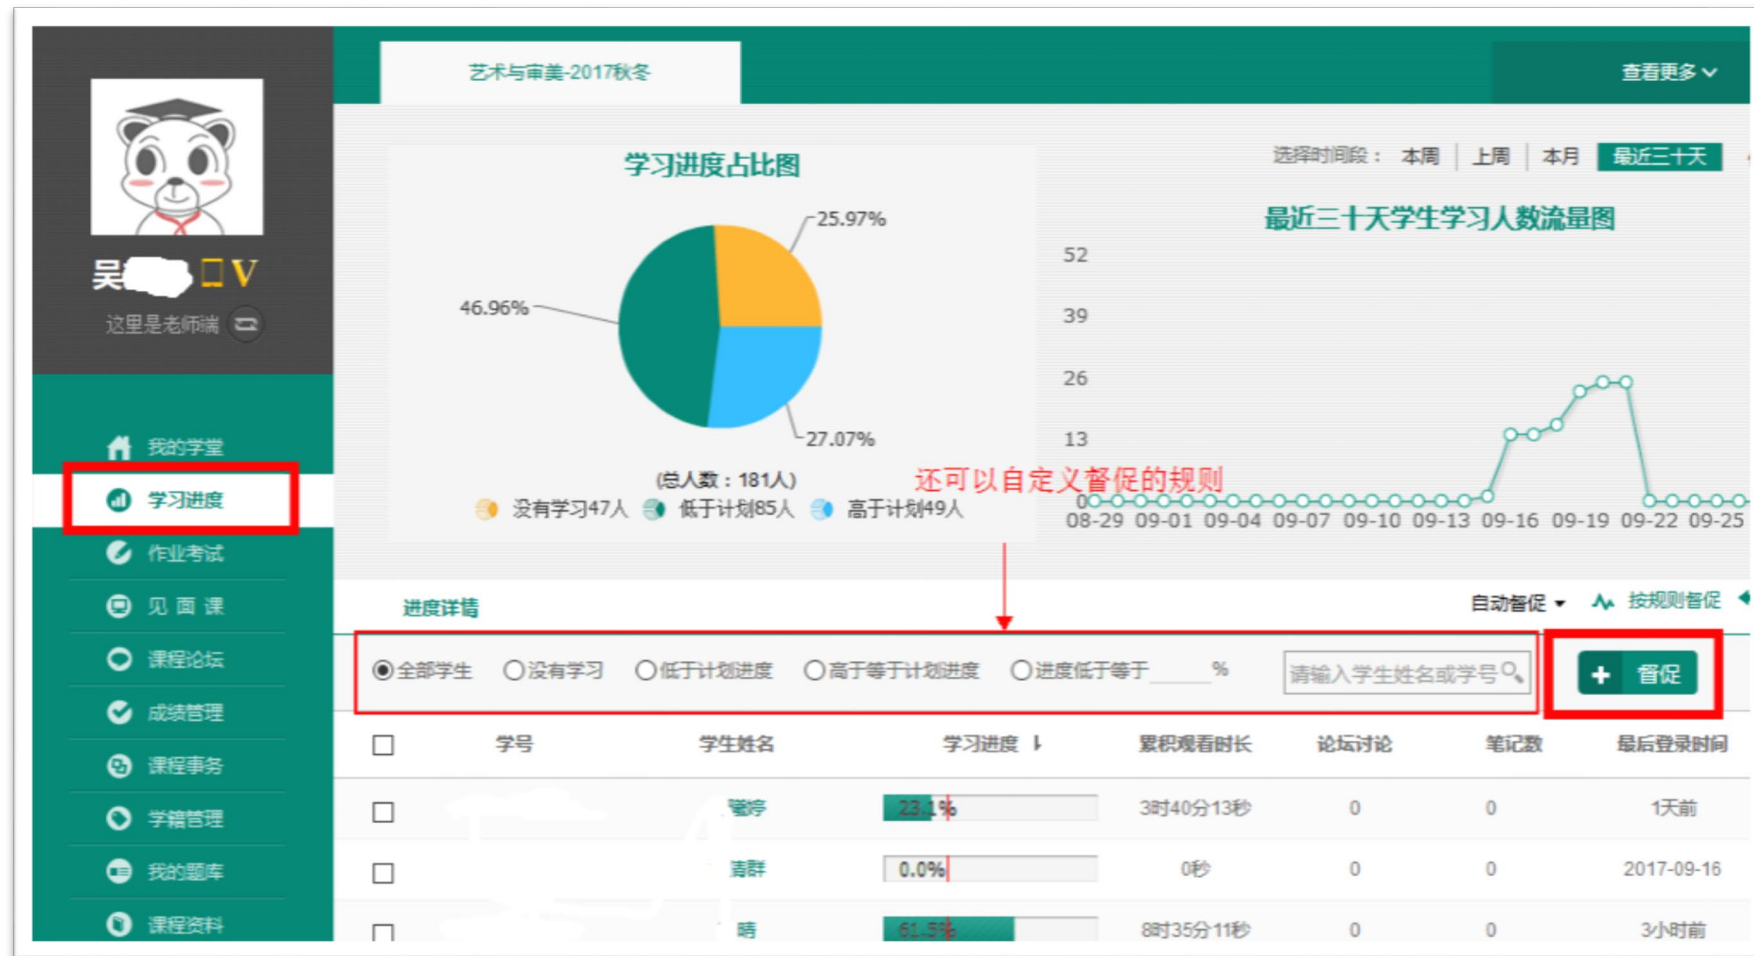 艺术与审美-2017秋冬
查看更多
吴 V
这里是老师端
我的学堂
学习进度
作业考试
见面课
课程论坛
成绩管理
课程事务
学籍管理
我的题库
课程资料
学习进度占比图
25.97%
46.96%
27.07%
(总人数：181人)
没有学习47人 低于计划85人 高于计划49人
选择时间段： 本周 上周 本月 最近三十天
最近三十天学生学习人数流量图
52
39
26
13
0
08-29 09-01 09-04 09-07 09-10 09-13 09-16 09-19 09-22 09-25
还可以自定义督促的规则
进度详情 自动督促 按规则督促
全部学生 没有学习 低于计划进度 高于等于计划进度 进度低于等于______% 请输入学生姓名或学号 + 督促
学号 学生姓名 学习进度 累积观看时长 论坛讨论 笔记数 最后登录时间
婷 23.1% 3时40分13秒 0 0 1天前
清群 0.0% 0秒 0 0 2017-09-16
晴 61.5% 8时35分11秒 0 0 3小时前